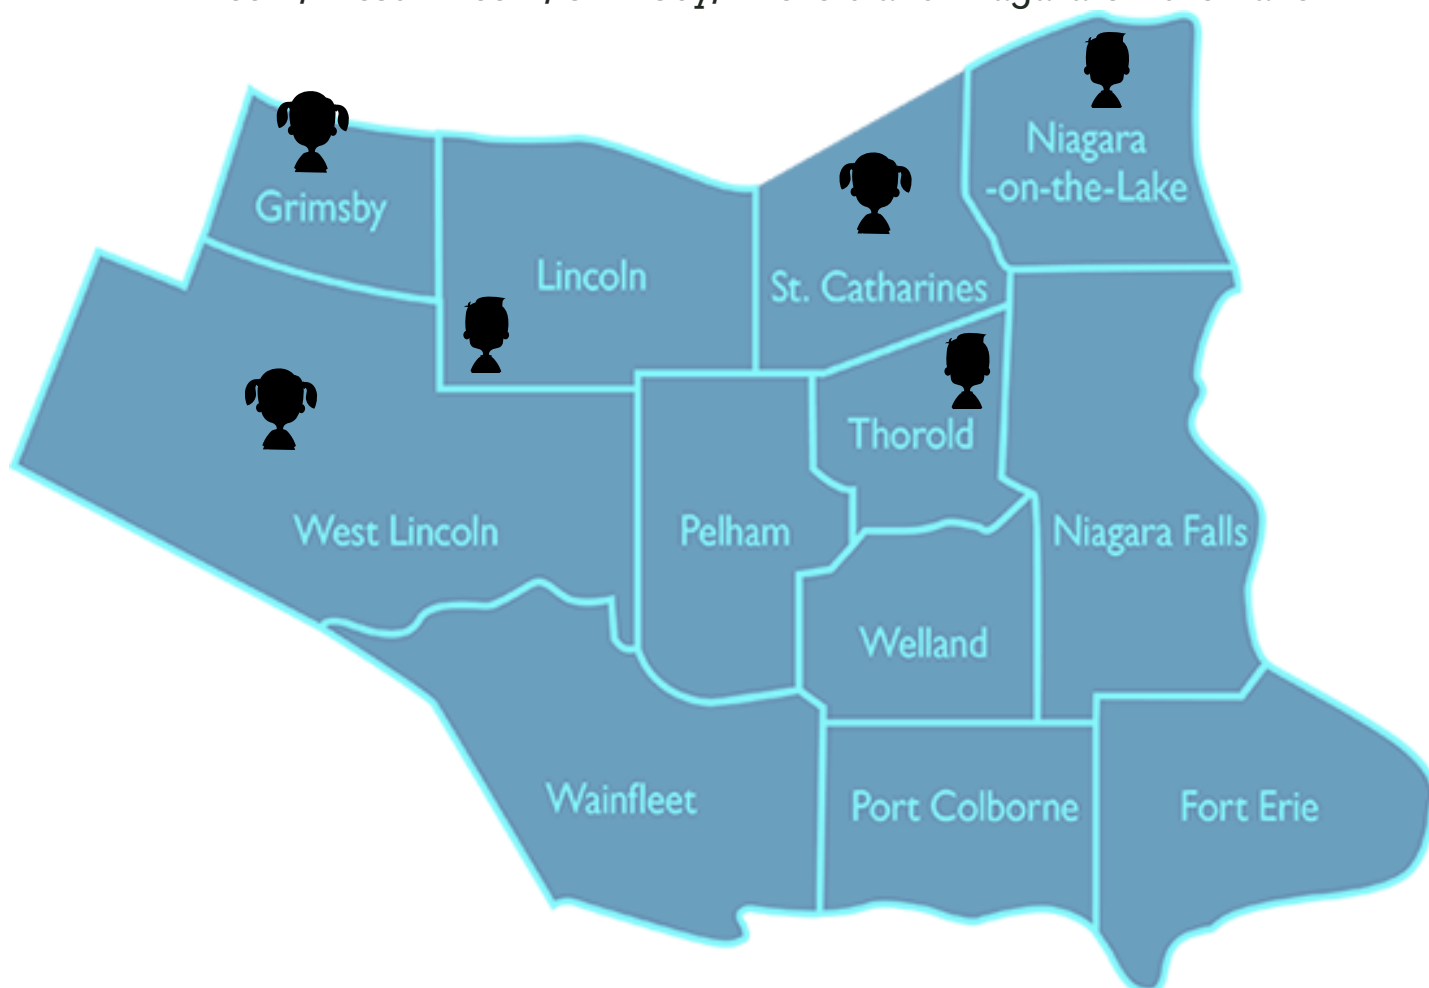 Niagara
-on-the-Lake
Grimsby
Lincoln
St. Catharines
Thorold
West Lincoln
Pelham
Niagara Falls
Welland
Wainfleet
Port Colborne
Fort Erie